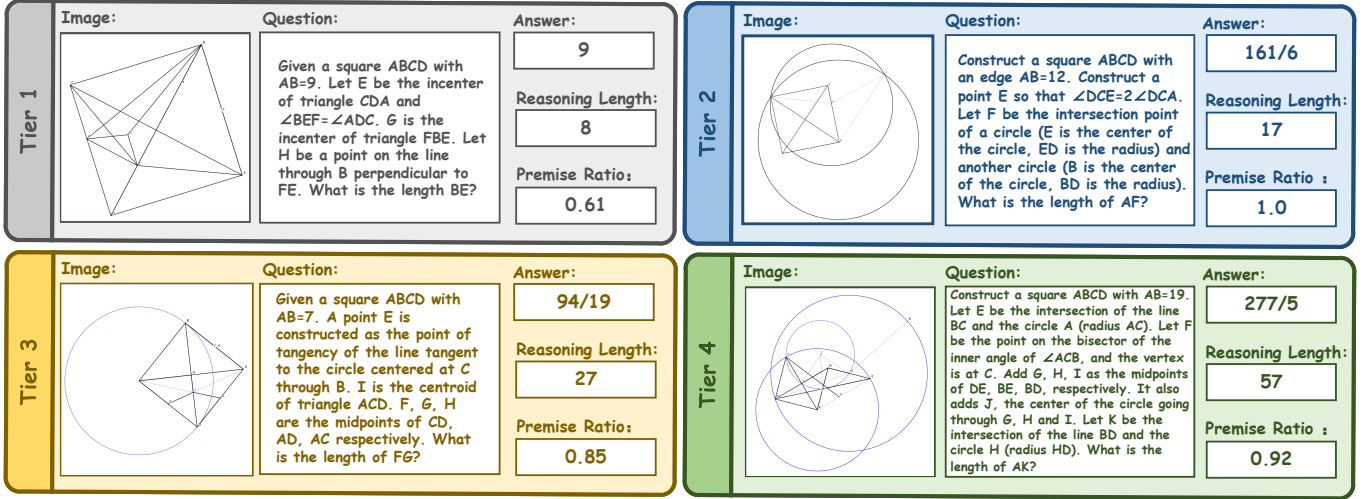 Tier 1
Image:
Question:
Given a square ABCD with
AB=9. Let E be the incenter
of triangle CDA and
∠BEF=∠ADC. G is the
incenter of triangle FBE. Let
H be a point on the line
through B perpendicular to
FE. What is the length BE?
Answer:
9
Reasoning Length:
8
Premise Ratio:
0.61
Tier 2
Image:
Question:
Construct a square ABCD with
an edge AB=12. Construct a
point E so that ∠DCE=2∠DCA.
Let F be the intersection point
of a circle (E is the center of
the circle, ED is the radius) and
another circle (B is the center
of the circle, BD is the radius).
What is the length of AF?
Answer:
161/6
Reasoning Length:
17
Premise Ratio :
1.0
Tier 3
Image:
Question:
Given a square ABCD with
AB=7. A point E is
constructed as the point of
tangency of the line tangent
to the circle centered at C
through B. I is the centroid
of triangle ACD. F, G, H
are the midpoints of CD,
AD, AC respectively. What
is the length of FG?
Answer:
94/19
Reasoning Length:
27
Premise Ratio:
0.85
Tier 4
Image:
Question:
Construct a square ABCD with AB=19.
Let E be the intersection of the line
BC and the circle A (radius AC). Let F
be the point on the bisector of the
inner angle of ∠ACB, and the vertex
is at C. Add G, H, I as the midpoints
of DE, BE, BD, respectively. It also
adds J, the center of the circle going
through G, H and I. Let K be the
intersection of the line BD and the
circle H (radius HD). What is the
length of AK?
Answer:
277/5
Reasoning Length:
57
Premise Ratio :
0.92